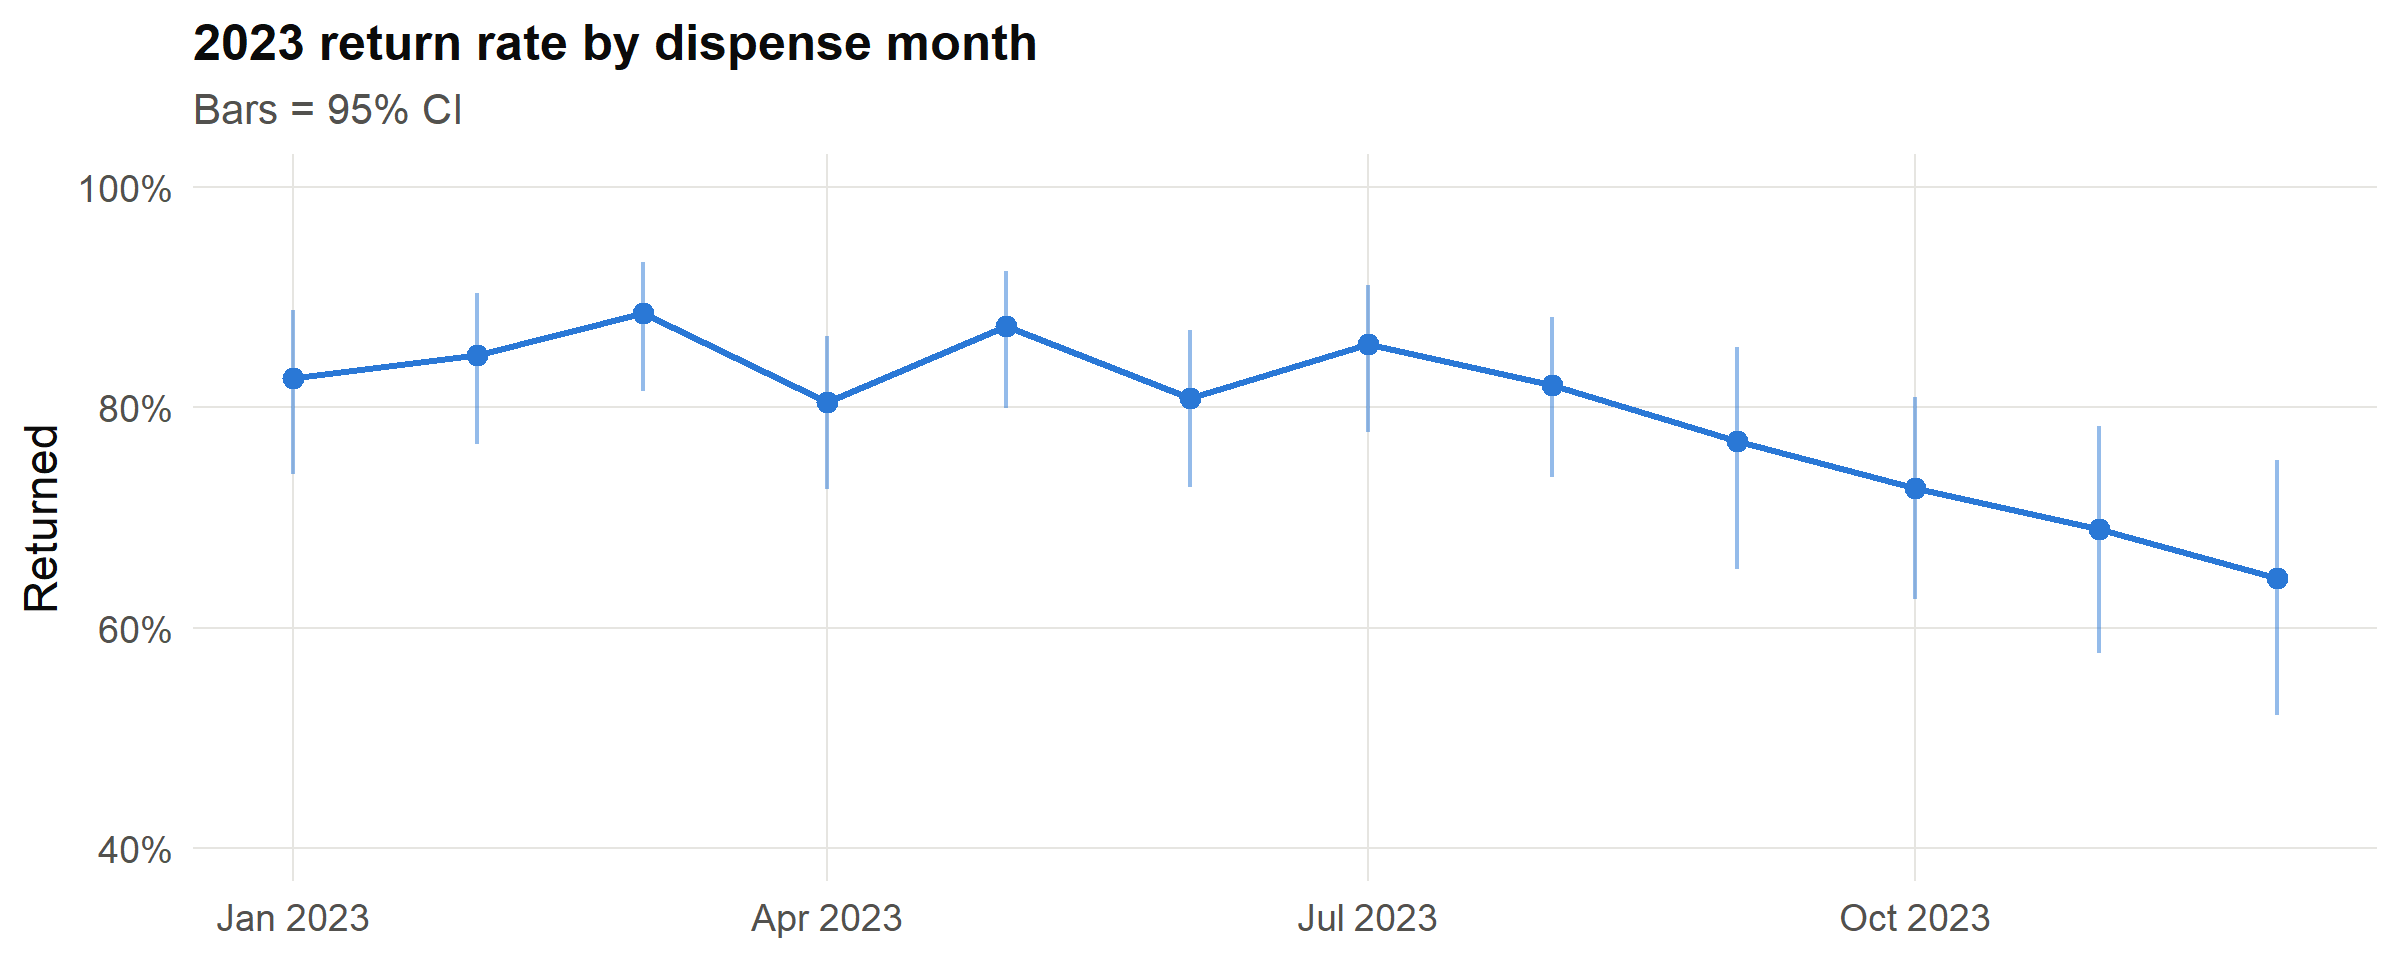 2023 return rate by dispense month
Bars = 95% CI
Returned
100%
80%
60%
40%
Jan 2023
Apr 2023
Jul 2023
Oct 2023